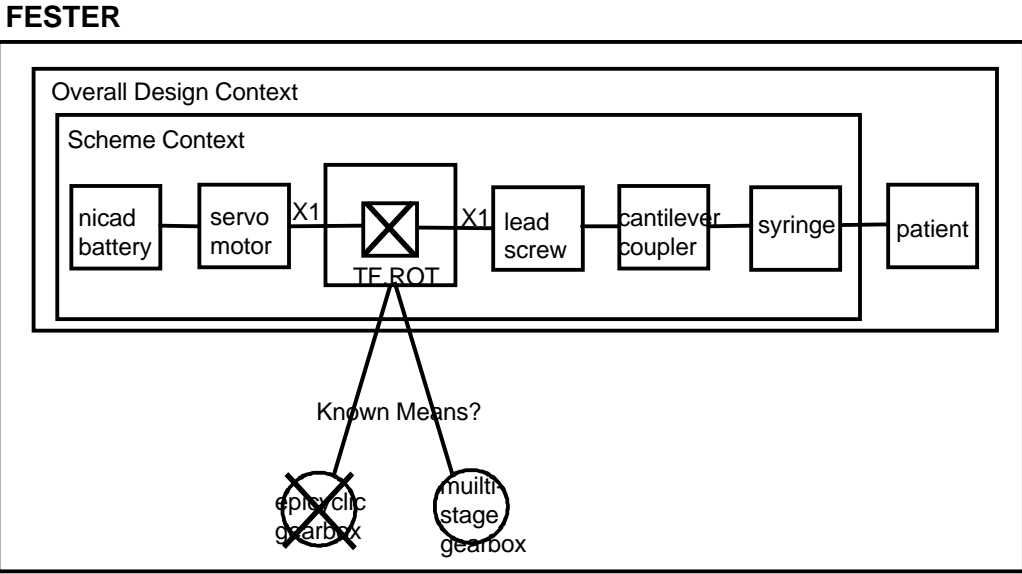 FESTER
Overall Design Context
Scheme Context
nicad
battery
servo
motor
X1
TF.ROT
X1
lead
screw
cantilever
coupler
syringe
patient
Known Means?
epicyclic
gearbox
muilti-
stage
gearbox